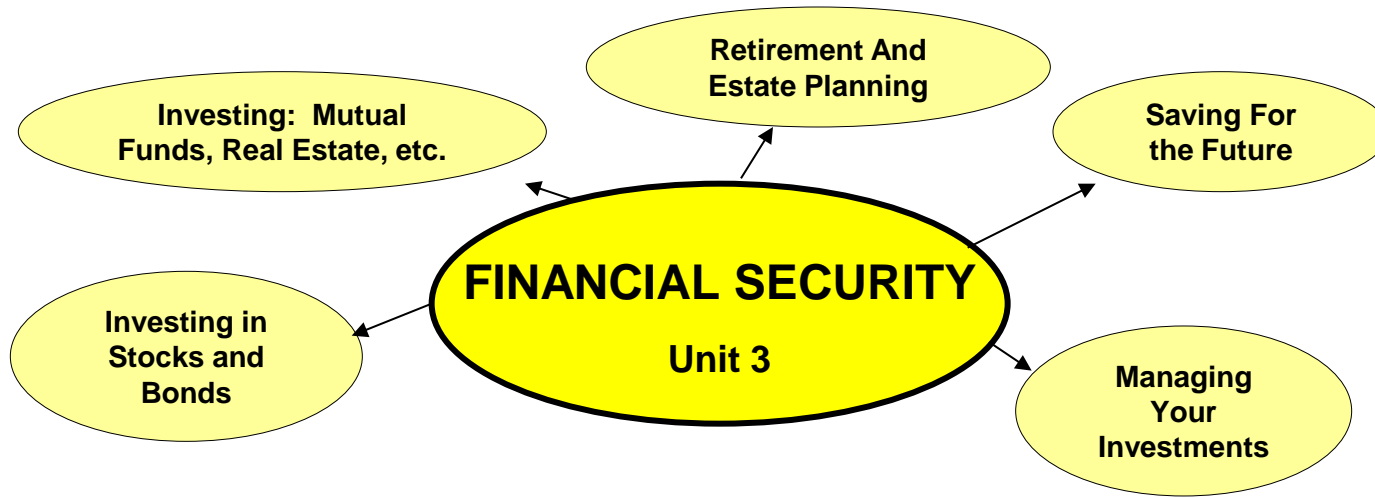 Retirement And
Estate Planning
Investing:  Mutual
Funds, Real Estate, etc.
Saving For
the Future
FINANCIAL SECURITY
Unit 3
Investing in
Stocks and
Bonds
Managing
Your
Investments